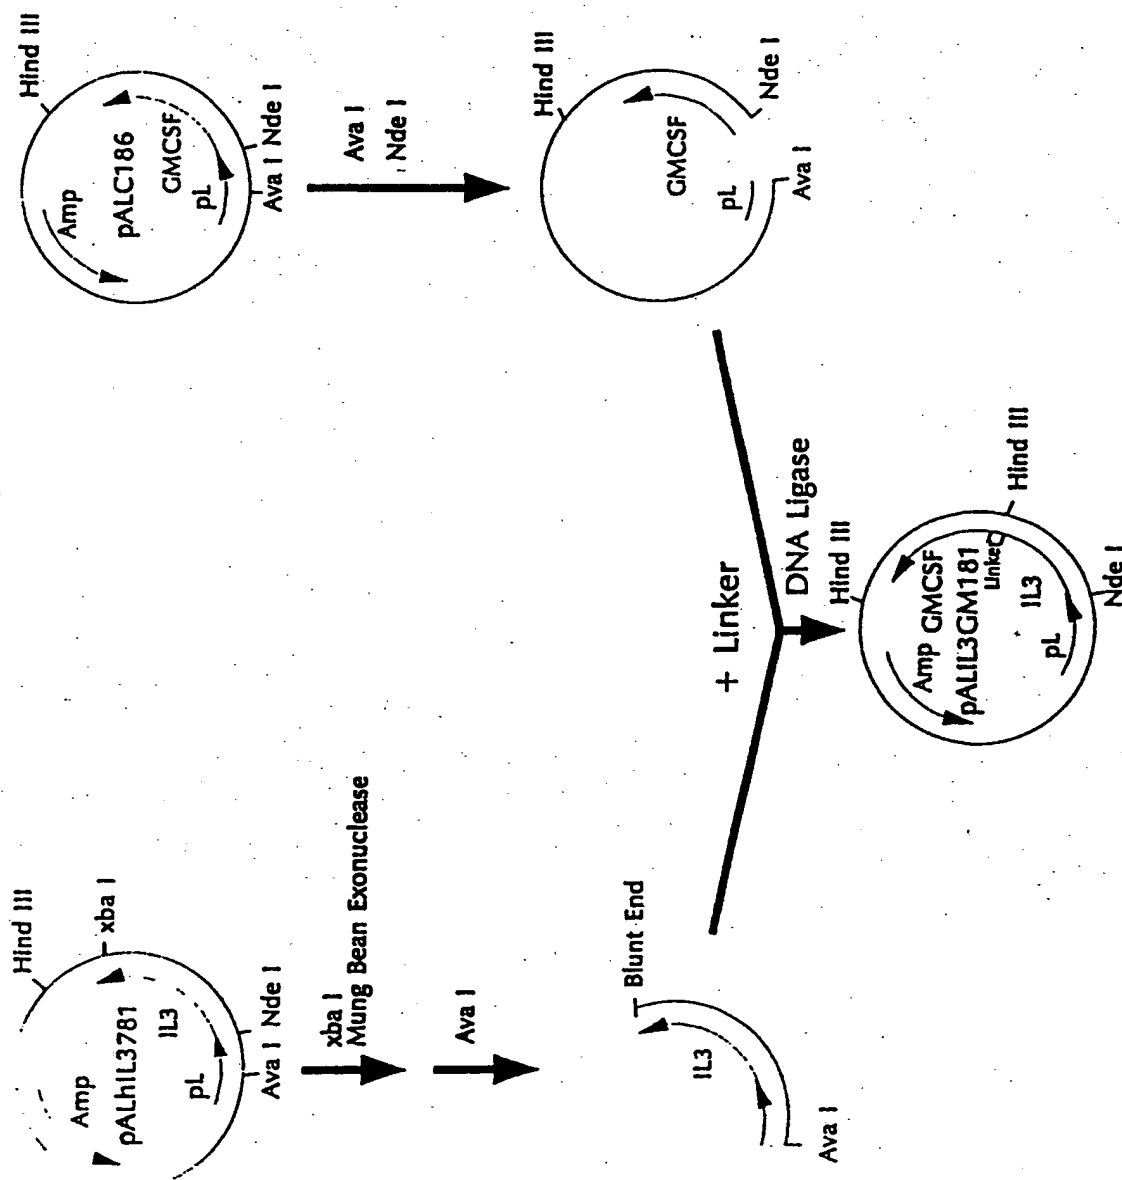 Hind III
xba I
Amp
pALhIL3781
IL3
pL
Ava I
Nde I
xba I
Mung Bean Exonuclease
Ava I
Blunt End
IL3
Ava I
Hind III
Amp
pALC186
GMCSF
pL
Ava I
Nde I
Ava I
Nde I
Hind III
GMCSF
pL
Nde I
Ava I
+ Linker
DNA Ligase
Hind III
Amp GMCSF
pALIL3GM181
Linker
Hind III
IL3
pL
Nde I